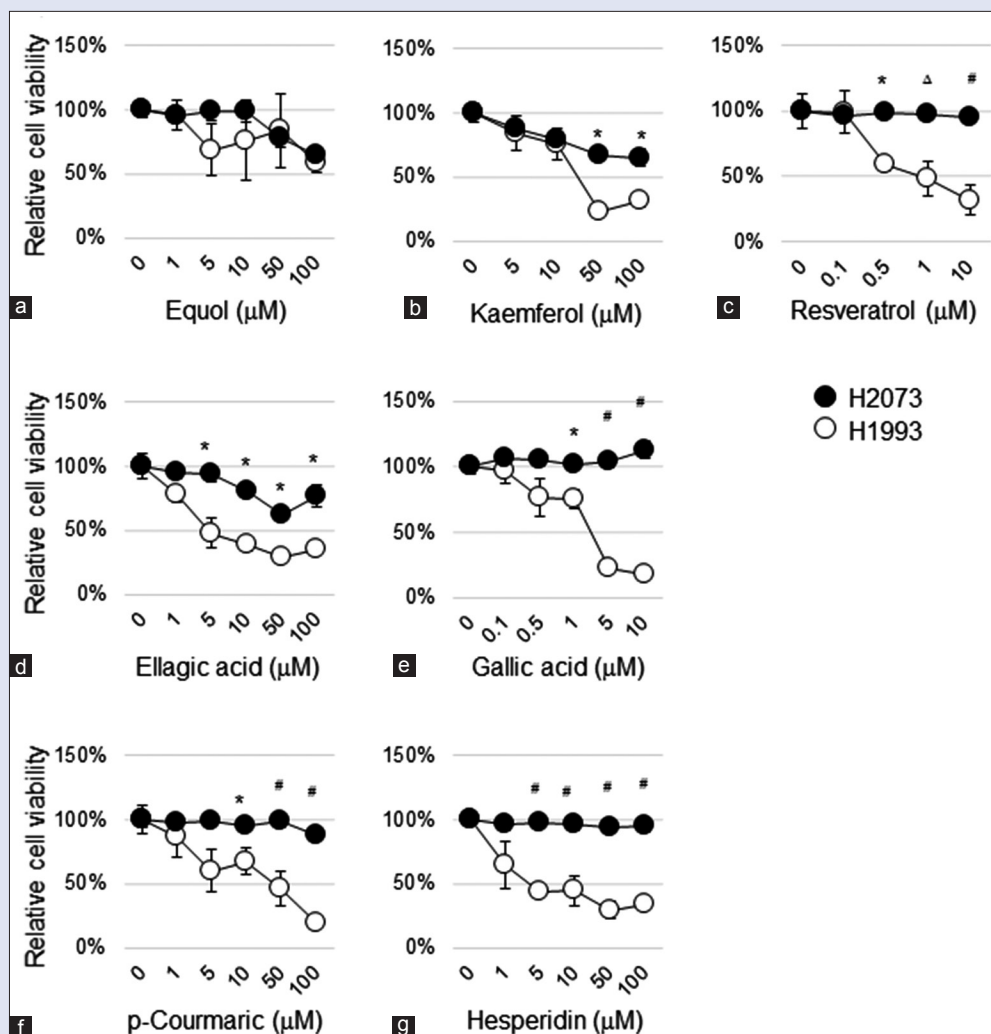 150%
100%
50%
0%
Relative cell viability
0 1 5 10 50 100
a Equol (μM)
150%
100%
* *
50%
0%
0 5 10 50 100
b Kaemferol (μM)
150%
* Δ #
100%
50%
0%
0 0.1 0.5 1 10
c Resveratrol (μM)
H2073
H1993
150%
* * * *
100%
50%
0%
Relative cell viability
0 1 5 10 50 100
d Ellagic acid (μM)
150%
* # #
100%
50%
0%
0 0.1 0.5 1 5 10
e Gallic acid (μM)
150%
* # #
100%
50%
0%
Relative cell viability
0 1 5 10 50 100
f p-Courmaric (μM)
150%
# # # #
100%
50%
0%
0 1 5 10 50 100
g Hesperidin (μM)